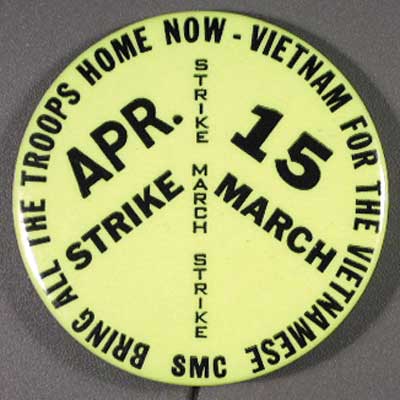 BRING ALL THE TROOPS HOME NOW - VIETNAM FOR THE VIETNAMESE
APR. 15
STRIKE
MARCH
STRIKE MARCH STRIKE
SMC